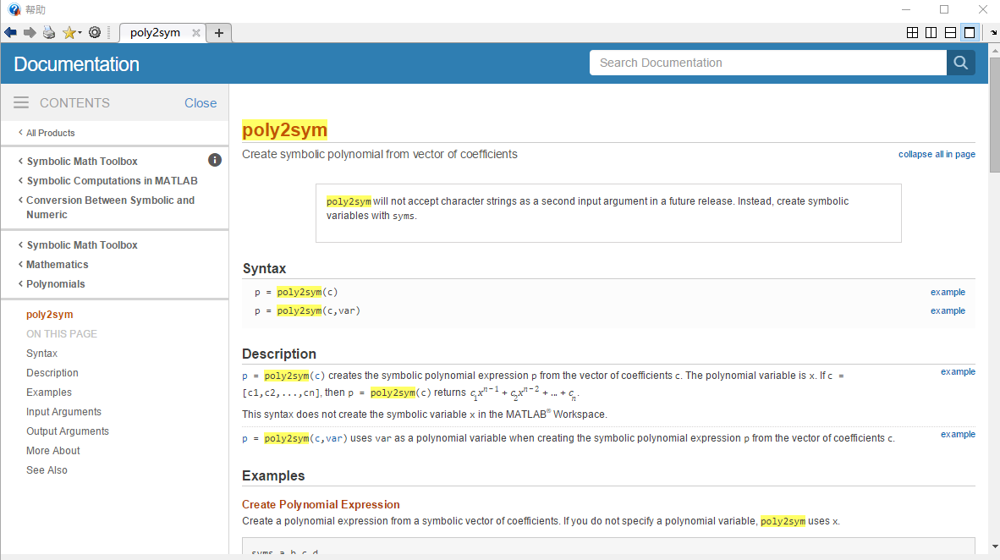 帮助
poly2sym
Documentation
Search Documentation
CONTENTS
Close
All Products
Symbolic Math Toolbox
Symbolic Computations in MATLAB
Conversion Between Symbolic and
Numeric
Symbolic Math Toolbox
Mathematics
Polynomials
poly2sym
ON THIS PAGE
Syntax
Description
Examples
Input Arguments
Output Arguments
More About
See Also
poly2sym
Create symbolic polynomial from vector of coefficients
collapse all in page
poly2sym will not accept character strings as a second input argument in a future release. Instead, create symbolic
variables with syms.
Syntax
p = poly2sym(c) example
p = poly2sym(c,var) example
Description
p = poly2sym(c) creates the symbolic polynomial expression p from the vector of coefficients c. The polynomial variable is x. If c = example
[c1,c2,...,cn], then p = poly2sym(c) returns c₁xⁿ⁻¹ + c₂xⁿ⁻² + ... + cₙ.
This syntax does not create the symbolic variable x in the MATLAB® Workspace.
p = poly2sym(c,var) uses var as a polynomial variable when creating the symbolic polynomial expression p from the vector of coefficients c. example
Examples
Create Polynomial Expression
Create a polynomial expression from a symbolic vector of coefficients. If you do not specify a polynomial variable, poly2sym uses x.
syms a b c d